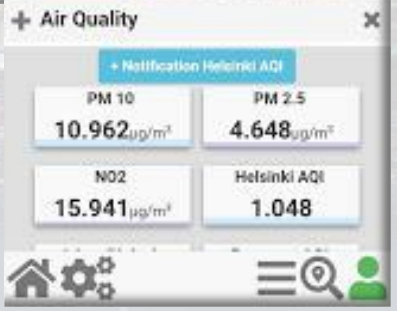 + Air Quality ×
+ Notification Helsinki AQI
PM 10 PM 2.5
10.962µg/m³ 4.648µg/m³
NO2 Helsinki AQI
15.941µg/m³ 1.048